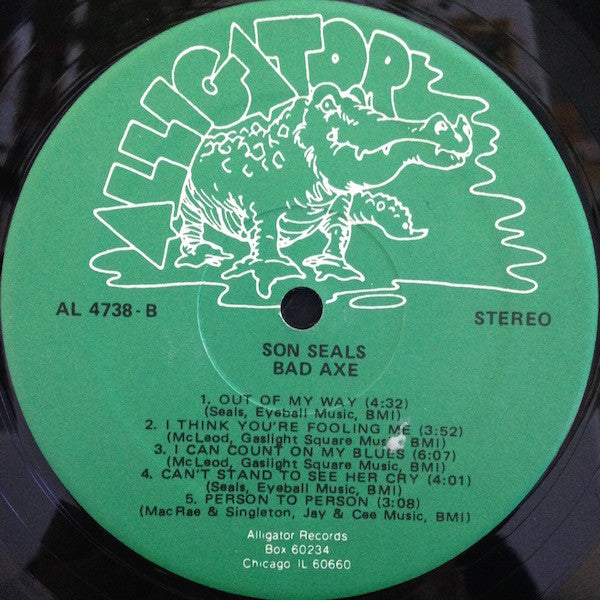 ALLIGATOR
AL 4738-B
STEREO
SON SEALS
BAD AXE
1. OUT OF MY WAY (4:32)
(Seals, Eyeball Music, BMI)
2. I THINK YOU'RE FOOLING ME (3:52)
(McLeod, Gaslight Square Music, BMI)
3. I CAN COUNT ON MY BLUES (6:07)
(McLeod, Gaslight Square Music, BMI)
4. CAN'T STAND TO SEE HER CRY (4:01)
(Seals, Eyeball Music, BMI)
5. PERSON TO PERSON (3:08)
(MacRae & Singleton, Jay & Cee Music, BMI)
Alligator Records
Box 60234
Chicago IL 60660